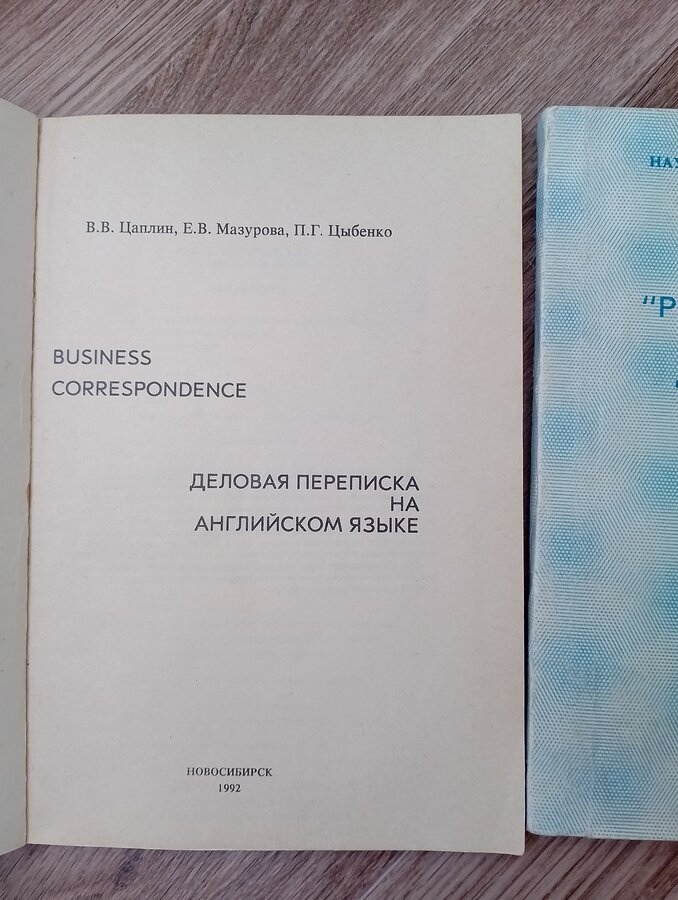 В.В. Цаплин, Е.В. Мазурова, П.Г. Цыбенко
BUSINESS
CORRESPONDENCE
ДЕЛОВАЯ ПЕРЕПИСКА
НА
АНГЛИЙСКОМ ЯЗЫКЕ
НОВОСИБИРСК
1992